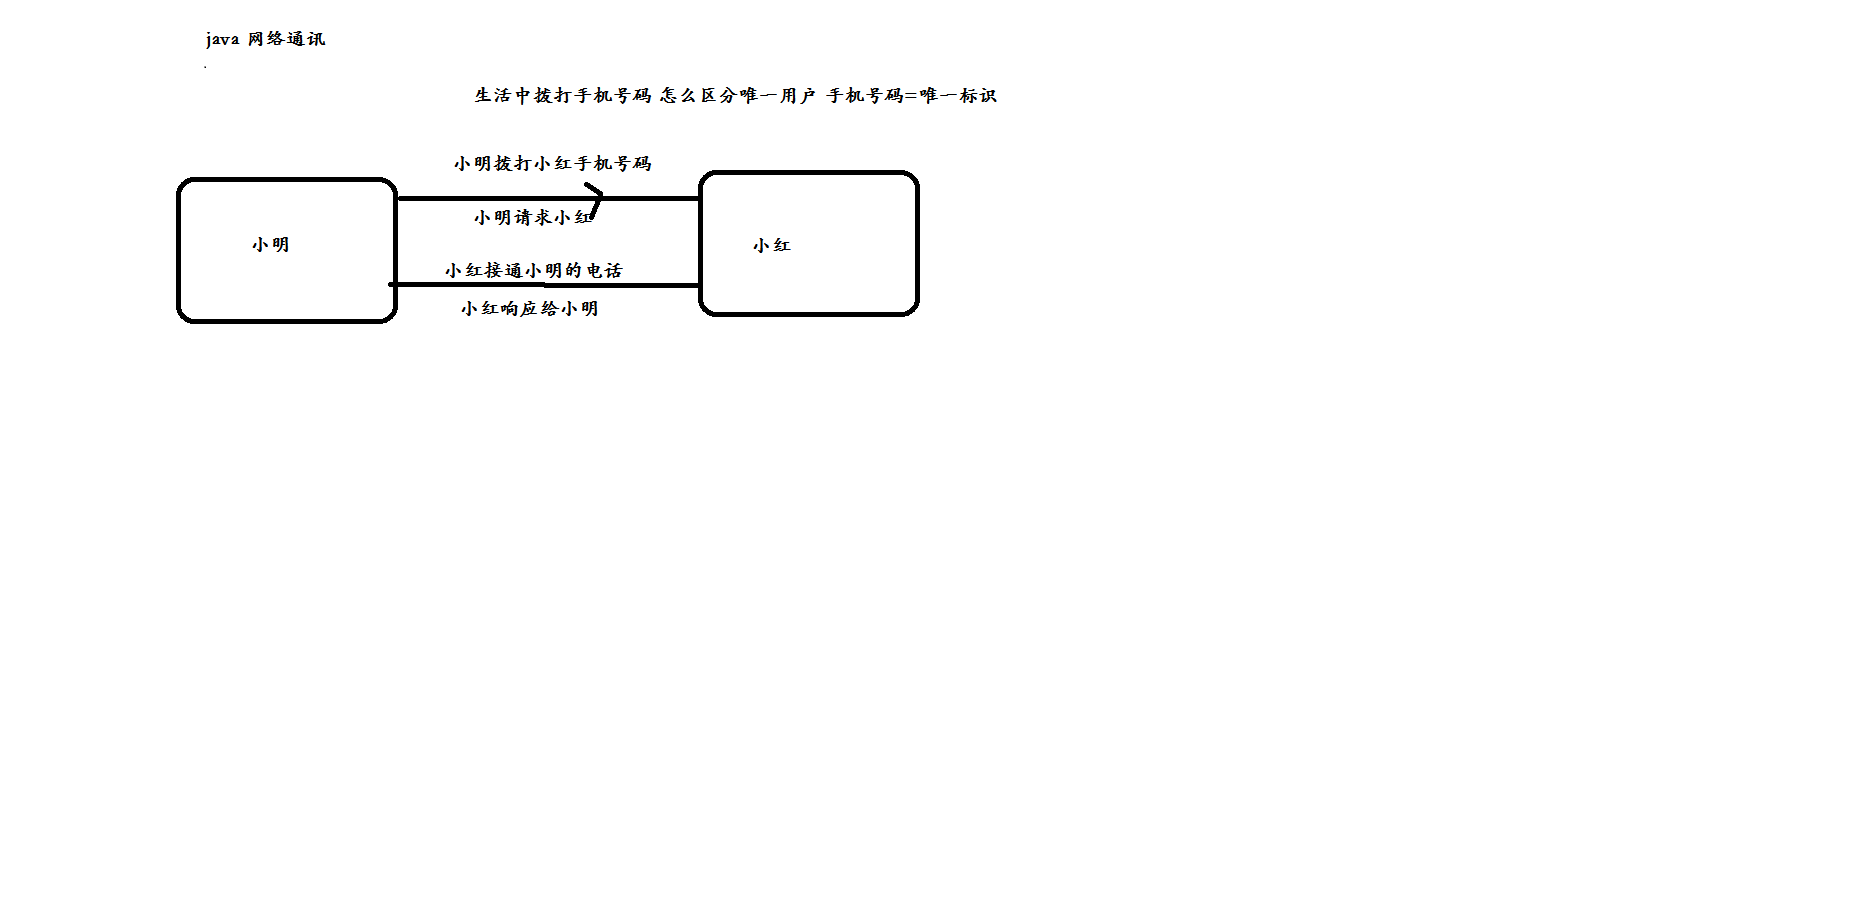 java 网络通讯
生活中拨打手机号码 怎么区分唯一用户 手机号码=唯一标识
小明拨打小红手机号码
小明请求小红
小明
小红
小红接通小明的电话
小红响应给小明